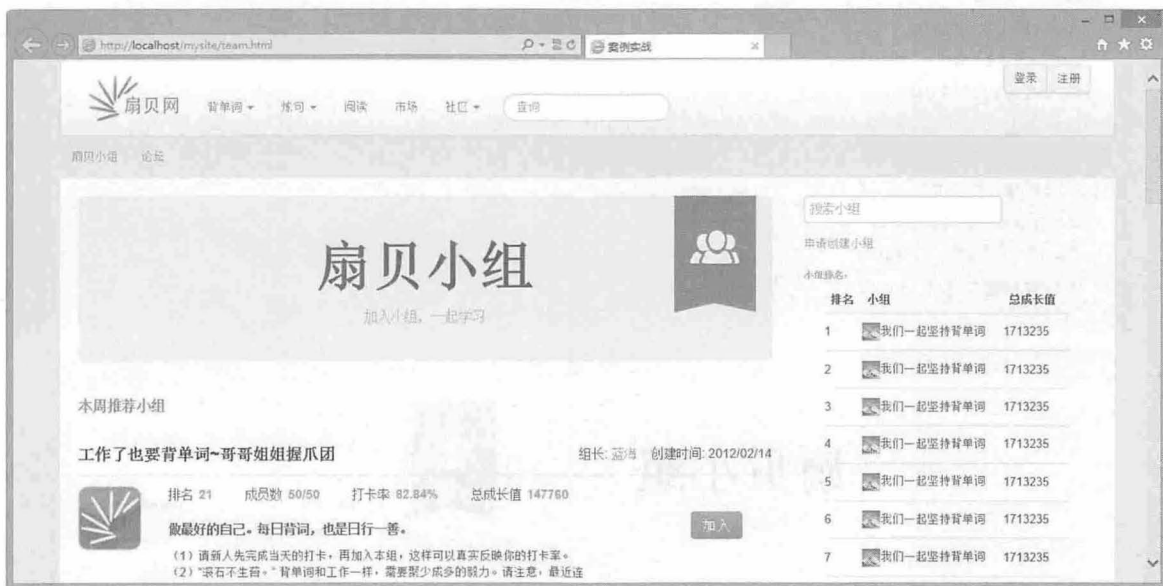 http://localhost/mysite/team.html
案例实战
登录 注册
扇贝网 背单词 炼句 阅读 市场 社区 查词
扇贝小组 论坛
扇贝小组
加入小组,一起学习
搜索小组
申请创建小组
小组排名:
排名 小组 总成长值
1 我们一起坚持背单词 1713235
2 我们一起坚持背单词 1713235
3 我们一起坚持背单词 1713235
4 我们一起坚持背单词 1713235
5 我们一起坚持背单词 1713235
6 我们一起坚持背单词 1713235
7 我们一起坚持背单词 1713235
本周推荐小组
工作了也要背单词~哥哥姐姐握爪团 组长: 创建时间: 2012/02/14
排名 21 成员数 50/50 打卡率 82.84% 总成长值 147760
做最好的自己。每日背词,也是日行一善。
加入
(1)请新人先完成当天的打卡,再加入本组,这样可以真实反映你的打卡率。
(2)“滚石不生苔。”背单词和工作一样,需要聚少成多的毅力。请注意,最近连